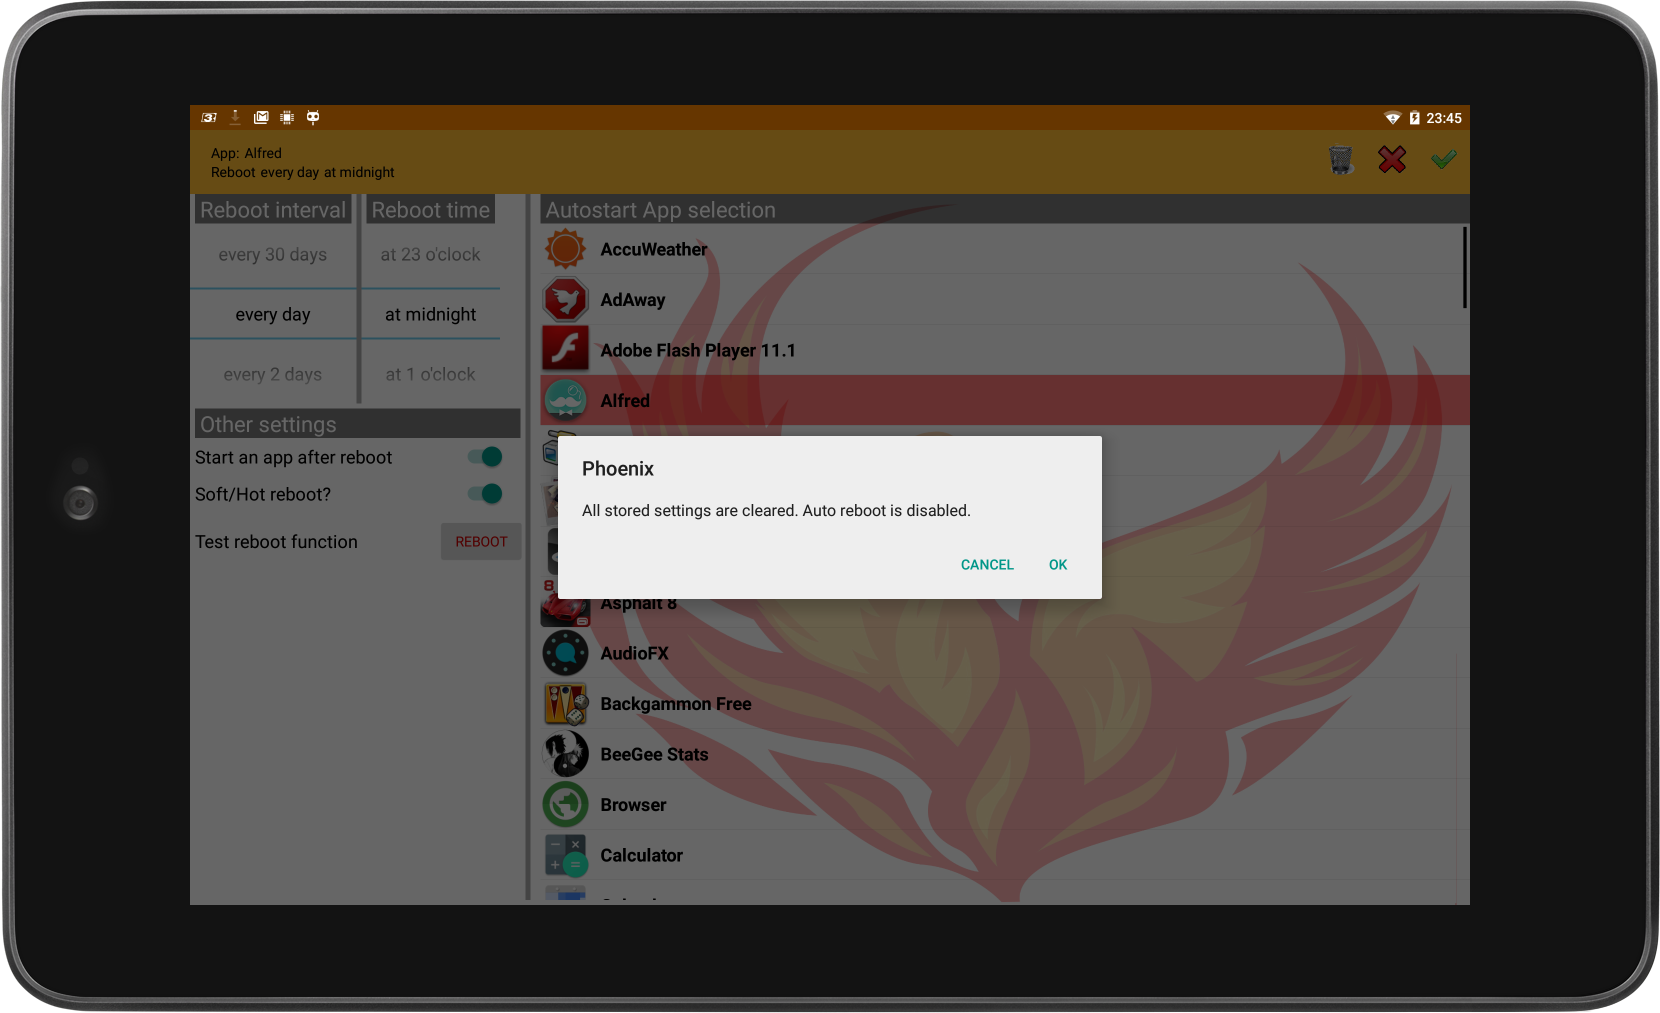 23:45
App: Alfred
Reboot every day at midnight
Reboot interval
Reboot time
every 30 days
at 23 o'clock
every day
at midnight
every 2 days
at 1 o'clock
Other settings
Start an app after reboot
Soft/Hot reboot?
Test reboot function
REBOOT
Autostart App selection
AccuWeather
AdAway
Adobe Flash Player 11.1
Alfred
Phoenix
All stored settings are cleared. Auto reboot is disabled.
CANCEL
OK
8
Asphalt 8
AudioFX
Backgammon Free
BeeGee Stats
Browser
Calculator